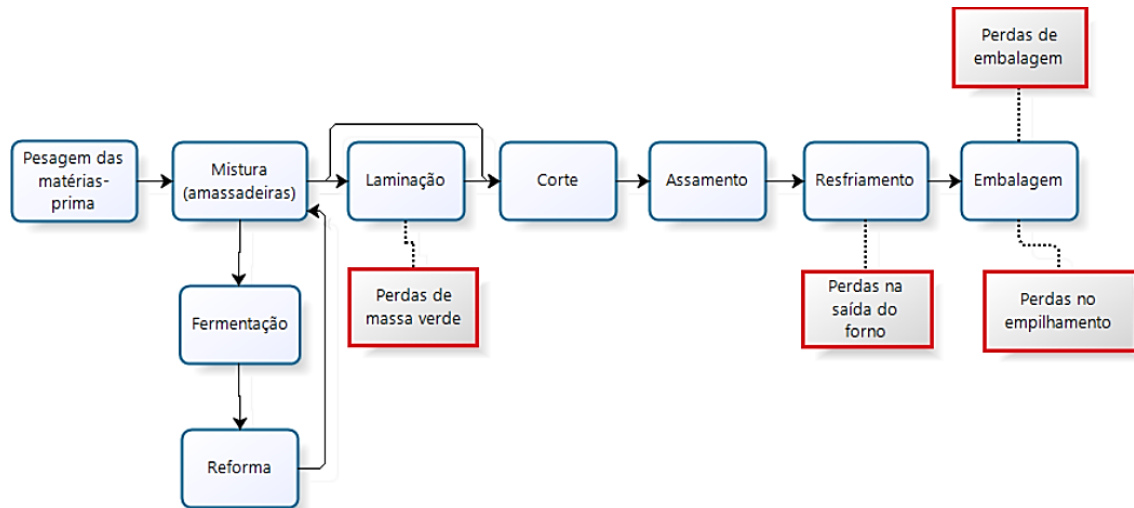 Perdas de
embalagem
Pesagem das
matérias-
prima
Mistura
(amassadeiras)
Laminação
Corte
Assamento
Resfriamento
Embalagem
Fermentação
Perdas de
massa verde
Perdas na
saída do
forno
Perdas no
empilhamento
Reforma